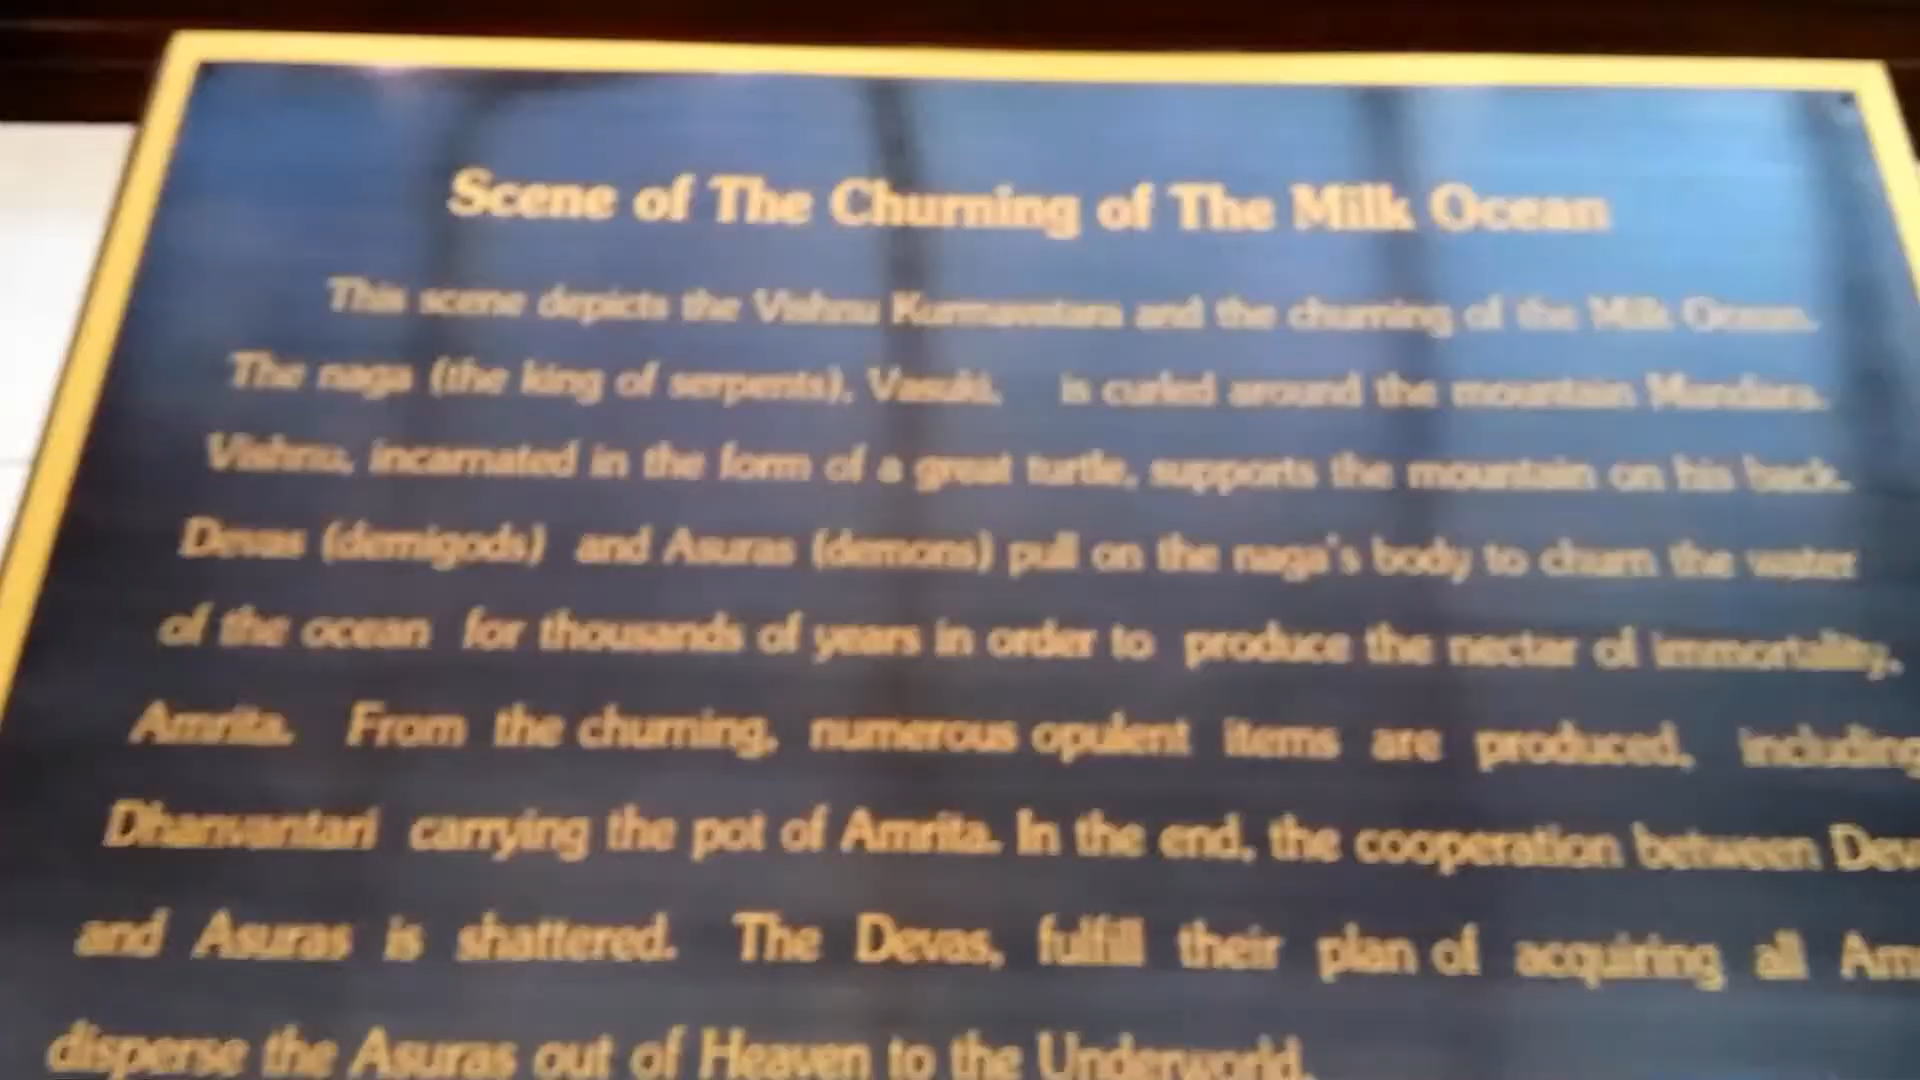 Scene of The Churning of The Milk Ocean
This scene depicts the Vishnu Kurmavatara and the churning of the Milk Ocean.
The naga (the king of serpents), Vasuki, is curled around the mountain Mandara.
Vishnu, incarnated in the form of a great turtle, supports the mountain on his back.
Devas (demigods) and Asuras (demons) pull on the naga's body to churn the water
of the ocean for thousands of years in order to produce the nectar of immortality,
Amrita. From the churning, numerous opulent items are produced, including
Dhanvantari carrying the pot of Amrita. In the end, the cooperation between Dev
and Asuras is shattered. The Devas, fulfill their plan of acquiring all Am
disperse the Asuras out of Heaven to the Underworld.